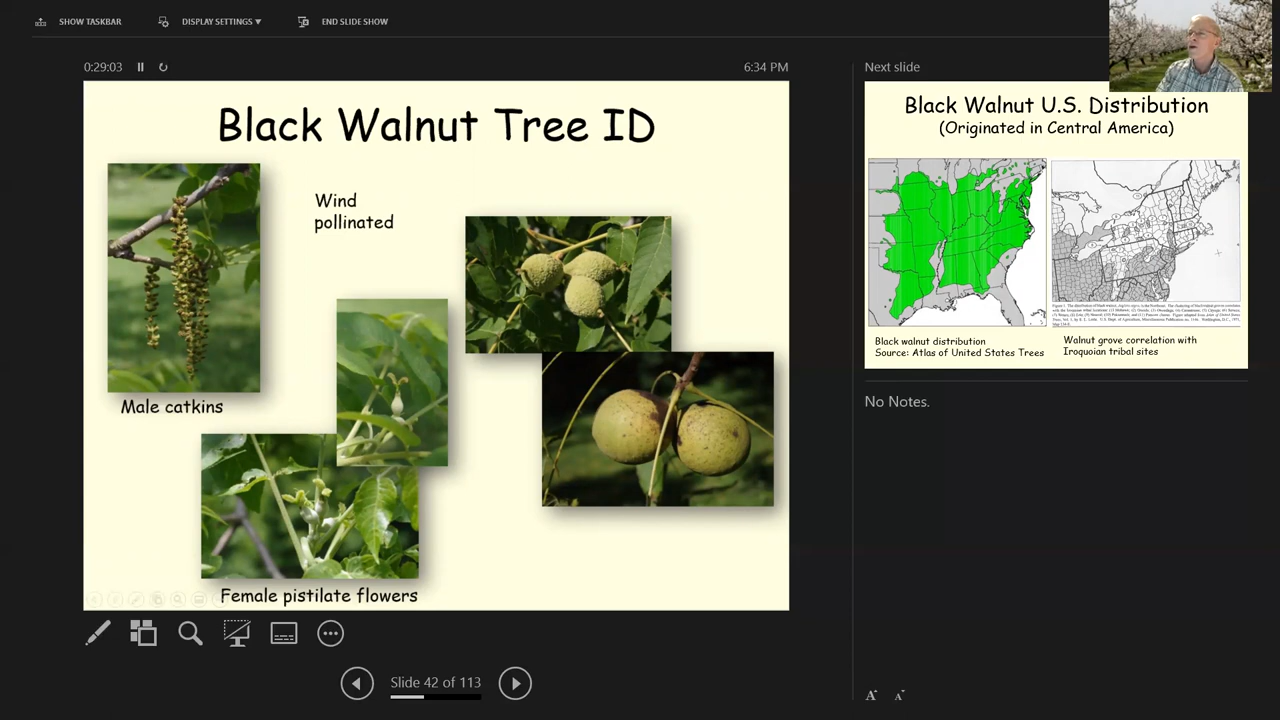 SHOW TASKBAR
DISPLAY SETTINGS ▼
END SLIDE SHOW
0:29:03
6:34 PM
Black Walnut Tree ID
Wind
pollinated
Male catkins
Female pistilate flowers
Slide 42 of 113
Next slide
Black Walnut U.S. Distribution
(Originated in Central America)
Black walnut distribution
Source: Atlas of United States Trees
Walnut grove correlation with
Iroquoian tribal sites
No Notes.
A A